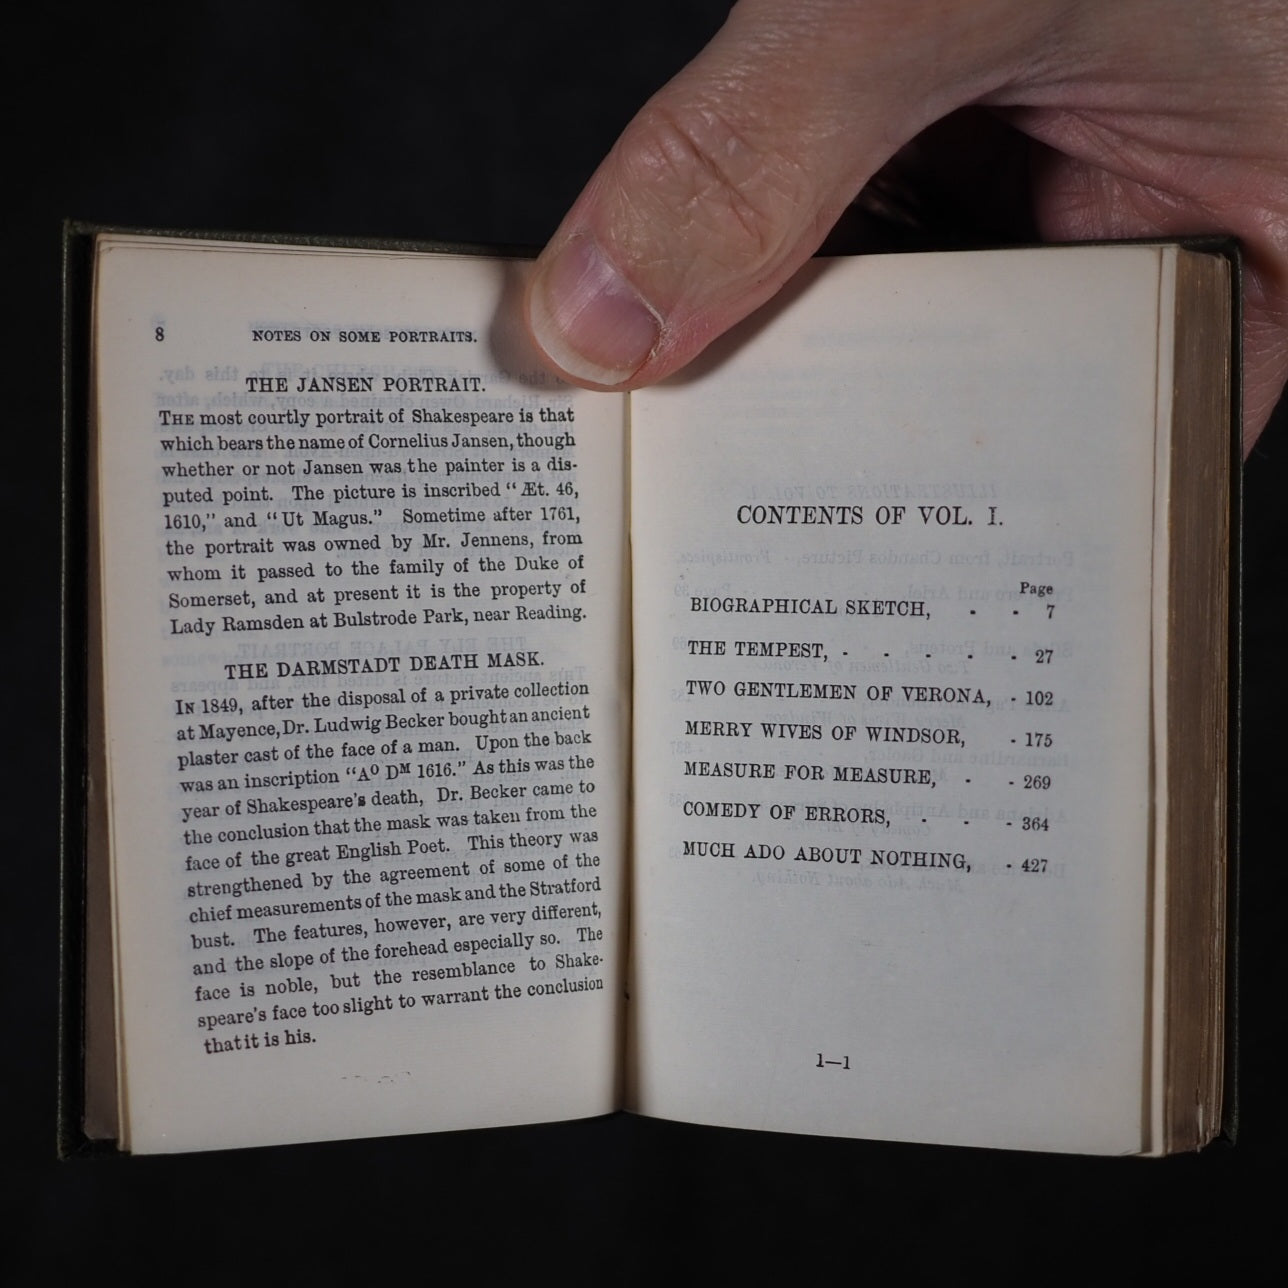 8 NOTES ON SOME PORTRAITS.
THE JANSEN PORTRAIT.
THE most courtly portrait of Shakespeare is that
which bears the name of Cornelius Jansen, though
whether or not Jansen was the painter is a dis-
puted point. The picture is inscribed “Æt. 46,
1610,” and “Ut Magus.” Sometime after 1761,
the portrait was owned by Mr. Jennens, from
whom it passed to the family of the Duke of
Somerset, and at present it is the property of
Lady Ramsden at Bulstrode Park, near Reading.
THE DARMSTADT DEATH MASK.
IN 1849, after the disposal of a private collection
at Mayence, Dr. Ludwig Becker bought an ancient
plaster cast of the face of a man. Upon the back
was an inscription “Aº Dᴹ 1616.” As this was the
year of Shakespeare's death, Dr. Becker came to
the conclusion that the mask was taken from the
face of the great English Poet. This theory was
strengthened by the agreement of some of the
chief measurements of the mask and the Stratford
bust. The features, however, are very different,
and the slope of the forehead especially so. The
face is noble, but the resemblance to Shake-
speare's face too slight to warrant the conclusion
that it is his.
CONTENTS OF VOL. I.
Page
BIOGRAPHICAL SKETCH, - - 7
THE TEMPEST, - - - - - 27
TWO GENTLEMEN OF VERONA, - 102
MERRY WIVES OF WINDSOR, - 175
MEASURE FOR MEASURE, - - 269
COMEDY OF ERRORS, - - - 364
MUCH ADO ABOUT NOTHING, - 427
1—1